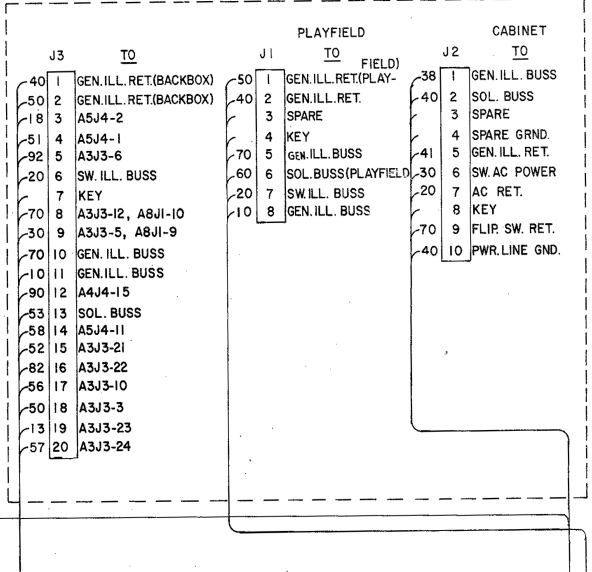 J3 TO
40 1 GEN.ILL.RET.(BACKBOX)
50 2 GEN.ILL.RET.(BACKBOX)
18 3 A5J4-2
51 4 A5J4-1
92 5 A3J3-6
20 6 SW. ILL. BUSS
7 KEY
70 8 A3J3-12, A8J1-10
30 9 A3J3-5, A8J1-9
70 10 GEN. ILL. BUSS
10 11 GEN. ILL. BUSS
90 12 A4J4-15
53 13 SOL. BUSS
58 14 A5J4-11
52 15 A3J3-21
82 16 A3J3-22
56 17 A3J3-10
50 18 A3J3-3
13 19 A3J3-23
57 20 A3J3-24
PLAYFIELD
J1 TO
FIELD)
50 1 GEN.ILL.RET.(PLAY-
40 2 GEN.ILL.RET.
3 SPARE
4 KEY
70 5 GEN.ILL. BUSS
60 6 SOL.BUSS(PLAYFIELD
20 7 SW.ILL. BUSS
10 8 GEN.ILL. BUSS
CABINET
J2 TO
38 1 GEN.ILL. BUSS
40 2 SOL. BUSS
3 SPARE
4 SPARE GRND.
41 5 GEN.ILL. RET.
30 6 SW.AC POWER
20 7 AC RET.
8 KEY
70 9 FLIP. SW. RET.
40 10 PWR.LINE GND.